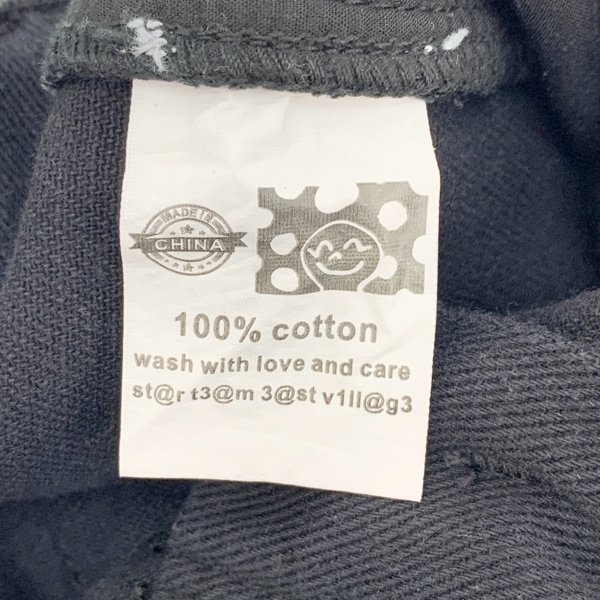 MADE IN
CHINA
100% cotton
wash with love and care
st@r t3@m 3@st v1ll@g3